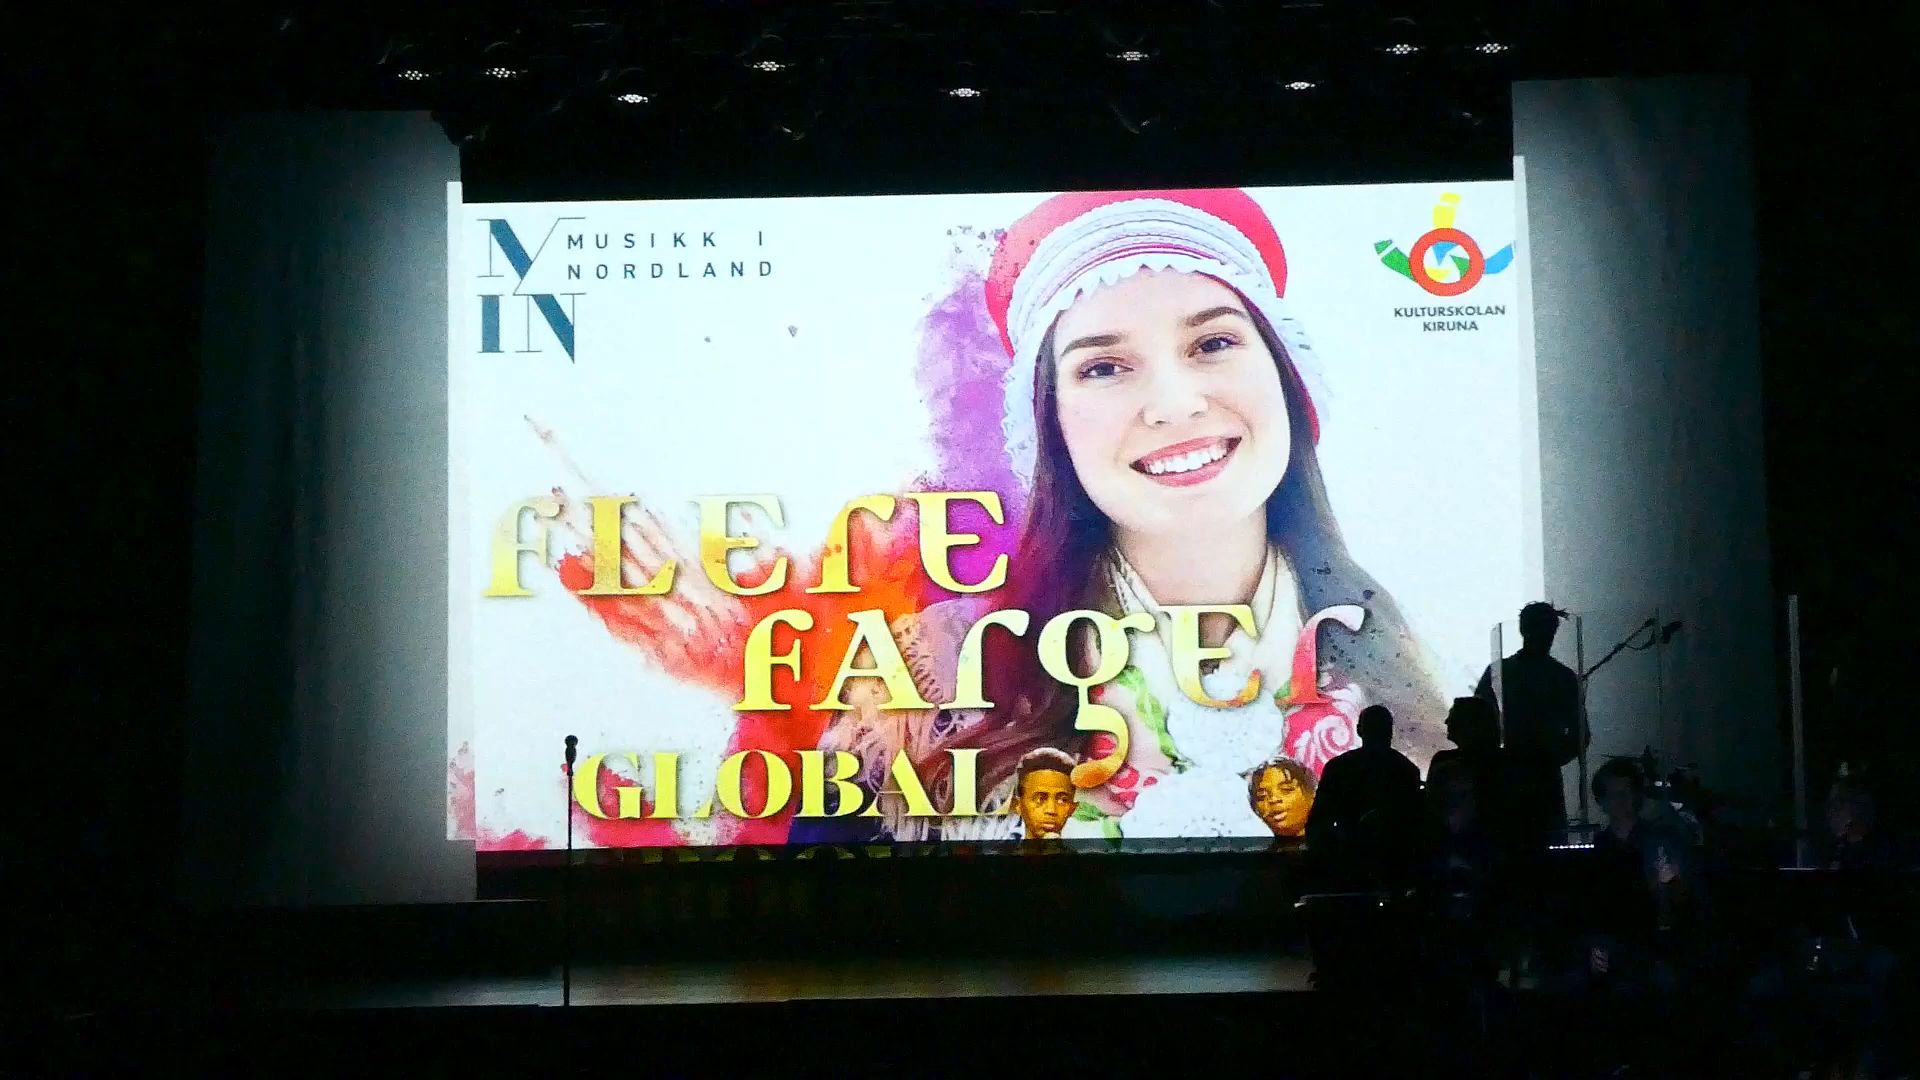 MIN
MUSIKK I
NORDLAND
KULTURSKOLAN
KIRUNA
FLERE
FARGER
GLOBAL